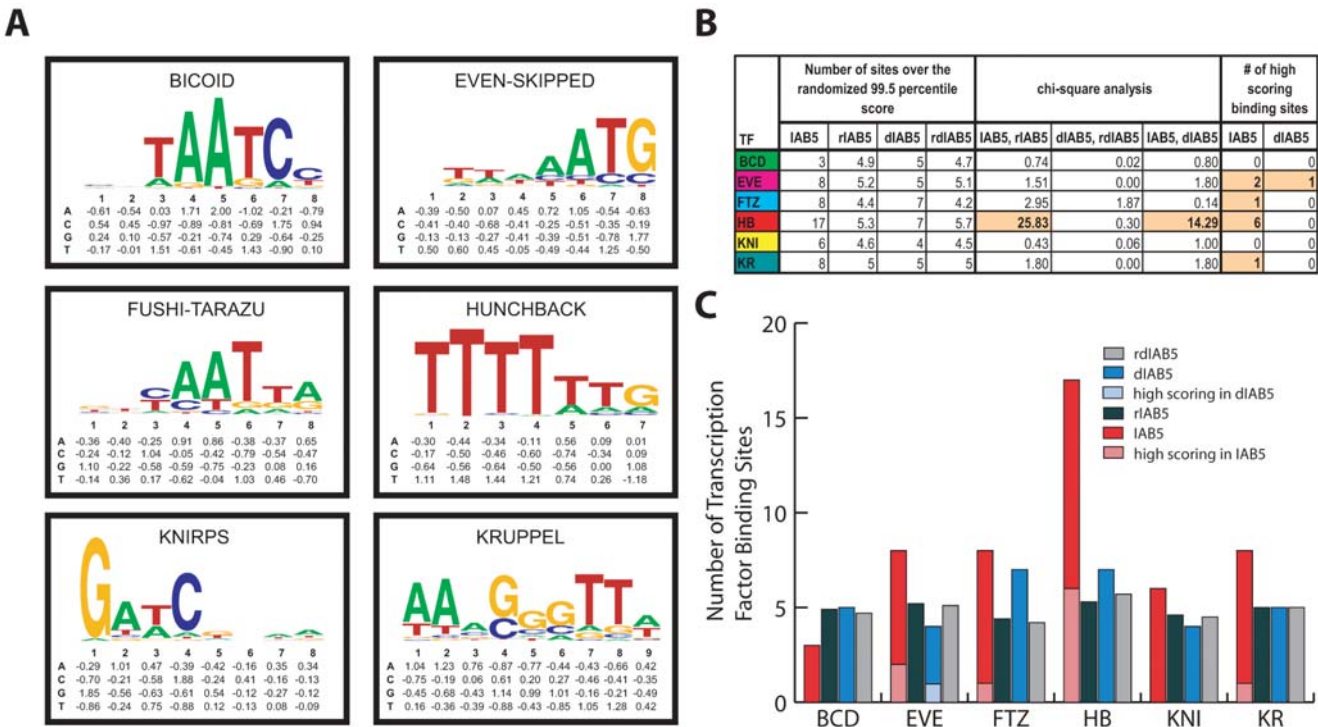 A
BICOID
1 2 3 4 5 6 7 8
A -0.61 -0.54 0.03 1.71 2.00 -1.02 -0.21 -0.79
C 0.54 0.45 -0.97 -0.89 -0.81 -0.69 1.75 0.94
G 0.24 0.10 -0.57 -0.21 -0.74 0.29 -0.64 -0.25
T -0.17 -0.01 1.51 -0.61 -0.45 1.43 -0.90 0.10
EVEN-SKIPPED
1 2 3 4 5 6 7 8
A -0.39 -0.50 0.07 0.45 0.72 1.05 -0.54 -0.63
C -0.41 -0.40 -0.68 -0.41 -0.25 -0.51 -0.35 -0.19
G -0.13 -0.13 -0.27 -0.41 -0.39 -0.51 -0.78 1.77
T 0.50 0.60 0.45 -0.05 -0.49 -0.44 1.25 -0.50
FUSHI-TARAZU
1 2 3 4 5 6 7 8
A -0.36 -0.40 -0.25 0.91 0.86 -0.38 -0.37 0.65
C -0.24 -0.12 1.04 -0.05 -0.42 -0.79 -0.54 -0.47
G 1.10 -0.22 -0.58 -0.59 -0.75 -0.23 0.08 0.16
T -0.14 0.36 0.17 -0.62 -0.04 1.03 0.46 -0.70
HUNCHBACK
1 2 3 4 5 6 7
A -0.30 -0.44 -0.34 -0.11 0.56 0.09 0.01
C -0.17 -0.50 -0.46 -0.60 -0.74 -0.34 0.09
G -0.64 -0.56 -0.64 -0.50 -0.56 0.00 1.08
T 1.11 1.48 1.44 1.21 0.74 0.26 -1.18
KNIRPS
1 2 3 4 5 6 7 8
A -0.29 1.01 0.47 -0.39 -0.42 -0.16 0.35 0.34
C -0.70 -0.21 -0.58 1.88 -0.24 0.41 -0.16 -0.13
G 1.85 -0.56 -0.63 -0.61 0.54 -0.12 -0.27 -0.12
T -0.86 -0.24 0.75 -0.88 0.12 -0.13 0.08 -0.09
KRUPPEL
1 2 3 4 5 6 7 8 9
A 1.04 1.23 0.76 -0.87 -0.77 -0.44 -0.43 -0.66 0.42
C -0.75 -0.19 0.06 0.61 0.20 0.27 -0.46 -0.41 -0.35
G -0.45 -0.68 -0.43 1.14 0.99 1.01 -0.16 -0.21 -0.49
T 0.16 -0.36 -0.39 -0.88 -0.43 -0.85 1.05 1.28 0.42
B
TF
Number of sites over the randomized 99.5 percentile score
chi-square analysis
# of high scoring binding sites
IAB5 rIAB5 dIAB5 rdIAB5 IAB5, rIAB5 dIAB5, rdIAB5 IAB5, dIAB5 IAB5 dIAB5
BCD 3 4.9 5 4.7 0.74 0.02 0.80 0 0
EVE 8 5.2 5 5.1 1.51 0.00 1.80 2 1
FTZ 8 4.4 7 4.2 2.95 1.87 0.14 1 0
HB 17 5.3 7 5.7 25.83 0.30 14.29 6 0
KNI 6 4.6 4 4.5 0.43 0.06 1.00 0 0
KR 8 5 5 5 1.80 0.00 1.80 1 0
C
Number of Transcription
Factor Binding Sites
20
15
10
5
0
rdIAB5
dIAB5
high scoring in dIAB5
rIAB5
IAB5
high scoring in IAB5
BCD EVE FTZ HB KNI KR